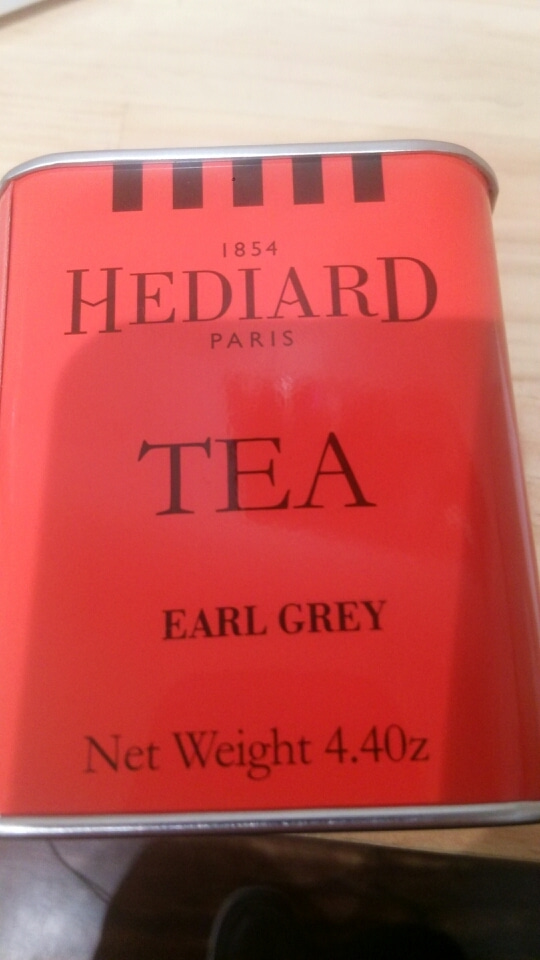 1854
HEDIARD
PARIS
TEA
EARL GREY
Net Weight 4.40z